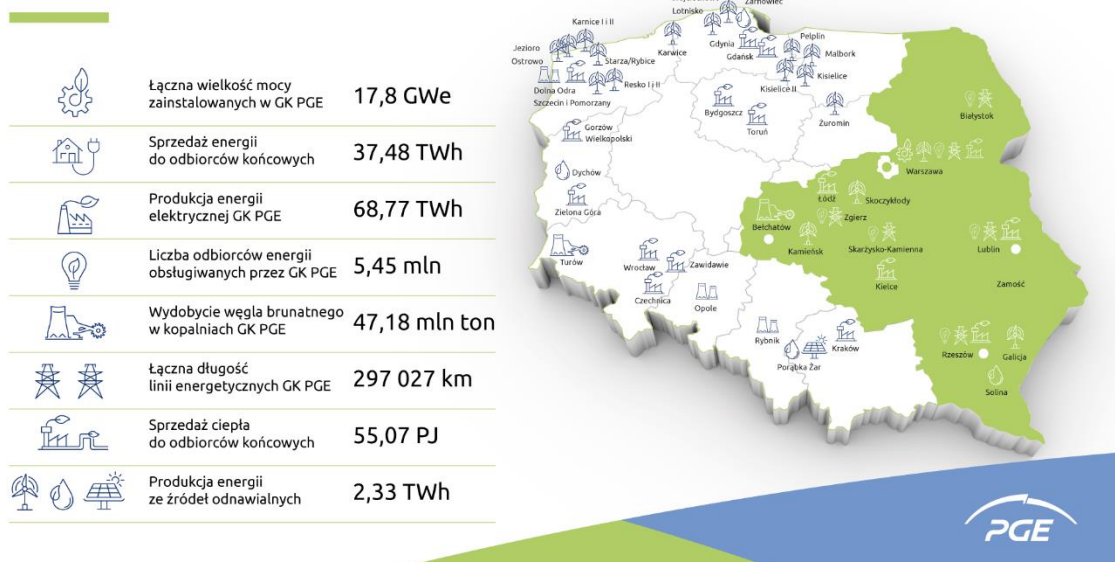 Łączna wielkość mocy
zainstalowanych w GK PGE
17,8 GWe
Sprzedaż energii
do odbiorców końcowych
37,48 TWh
Produkcja energii
elektrycznej GK PGE
68,77 TWh
Liczba odbiorców energii
obsługiwanych przez GK PGE
5,45 mln
Wydobycie węgla brunatnego
w kopalniach GK PGE
47,18 mln ton
Łączna długość
linii energetycznych GK PGE
297 027 km
Sprzedaż ciepła
do odbiorców końcowych
55,07 PJ
Produkcja energii
ze źródeł odnawialnych
2,33 TWh
Żarnowiec
Lotnisko
Karnice I i II
Jezioro
Ostrowo
Starza/Rybice
Karwice
Gdynia
Gdańsk
Pelplin
Malbork
Kisielice
Kisielice II
Dolna Odra
Resko I i II
Szczecin i Pomorzany
Bydgoszcz
Toruń
Żuromin
Białystok
Gorzów
Wielkopolski
Warszawa
Dychów
Zielona Góra
Łódź
Skoczykłody
Zgierz
Bełchatów
Kamieńsk
Skarżysko-Kamienna
Lublin
Turów
Wrocław
Zawidawie
Kielce
Zamość
Czechnica
Opole
Rybnik
Kraków
Porąbka Żar
Rzeszów
Galicja
Solina
PGE